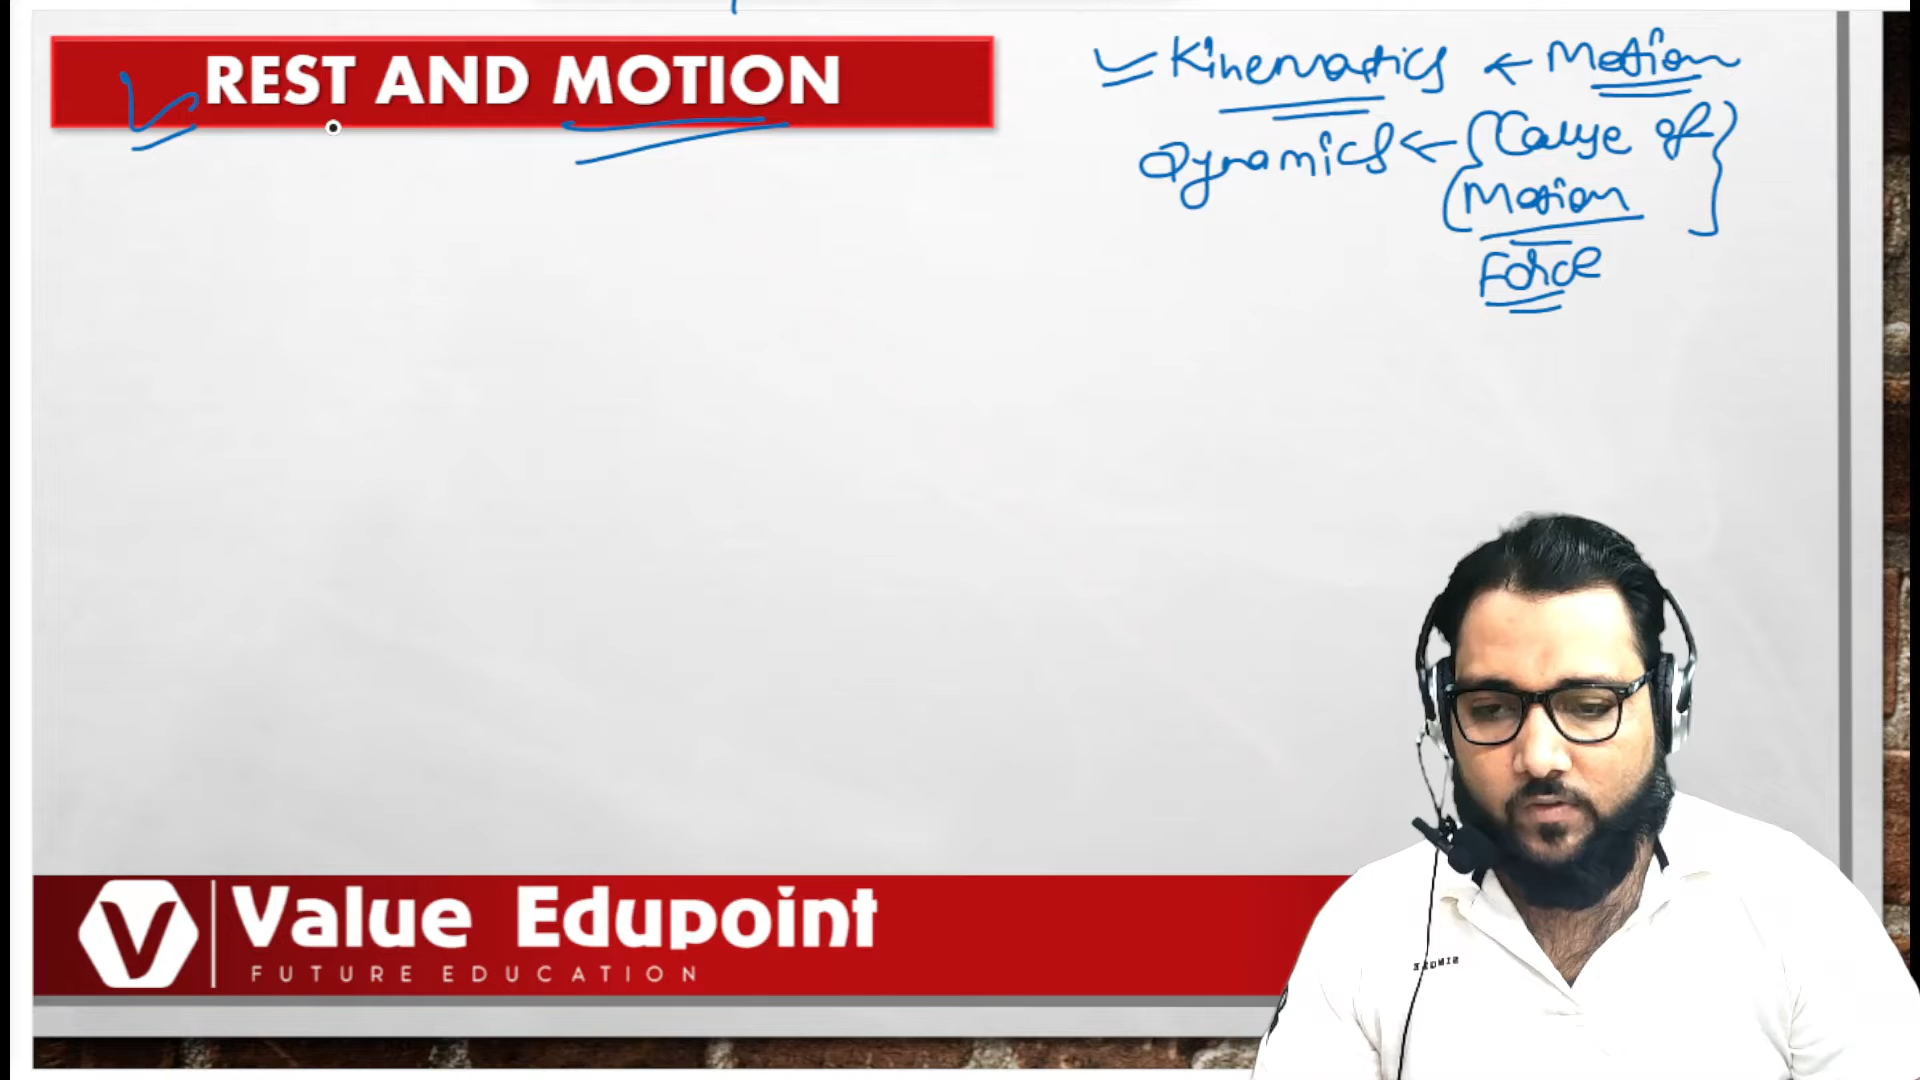 REST AND MOTION
Kinematics ← Motion
Dynamics ← {Cause of
Motion}
Force
Value Edupoint
FUTURE EDUCATION